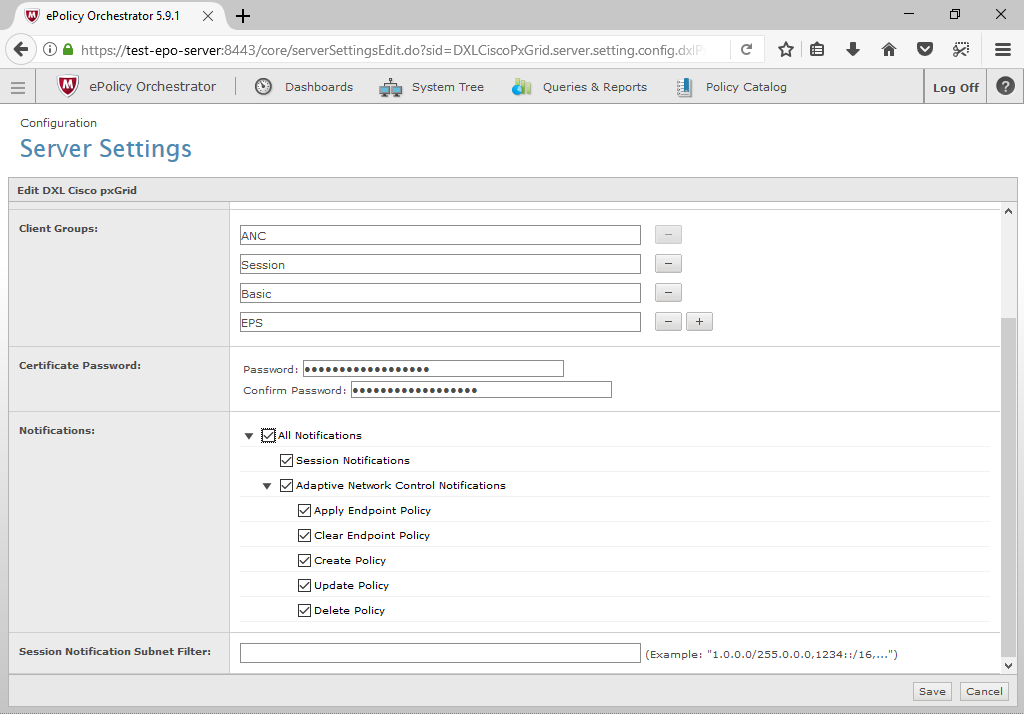 ePolicy Orchestrator 5.9.1
https://test-epo-server:8443/core/serverSettingsEdit.do?sid=DXLCiscoPxGrid.server.setting.config.dxlP
ePolicy Orchestrator Dashboards System Tree Queries & Reports Policy Catalog Log Off ?
Configuration
Server Settings
Edit DXL Cisco pxGrid
Client Groups:
ANC
Session
Basic
EPS
Certificate Password:
Password: ••••••••••••••••••
Confirm Password: ••••••••••••••••••
Notifications:
All Notifications
Session Notifications
Adaptive Network Control Notifications
Apply Endpoint Policy
Clear Endpoint Policy
Create Policy
Update Policy
Delete Policy
Session Notification Subnet Filter: (Example: "1.0.0.0/255.0.0.0,1234::/16,...")
Save Cancel